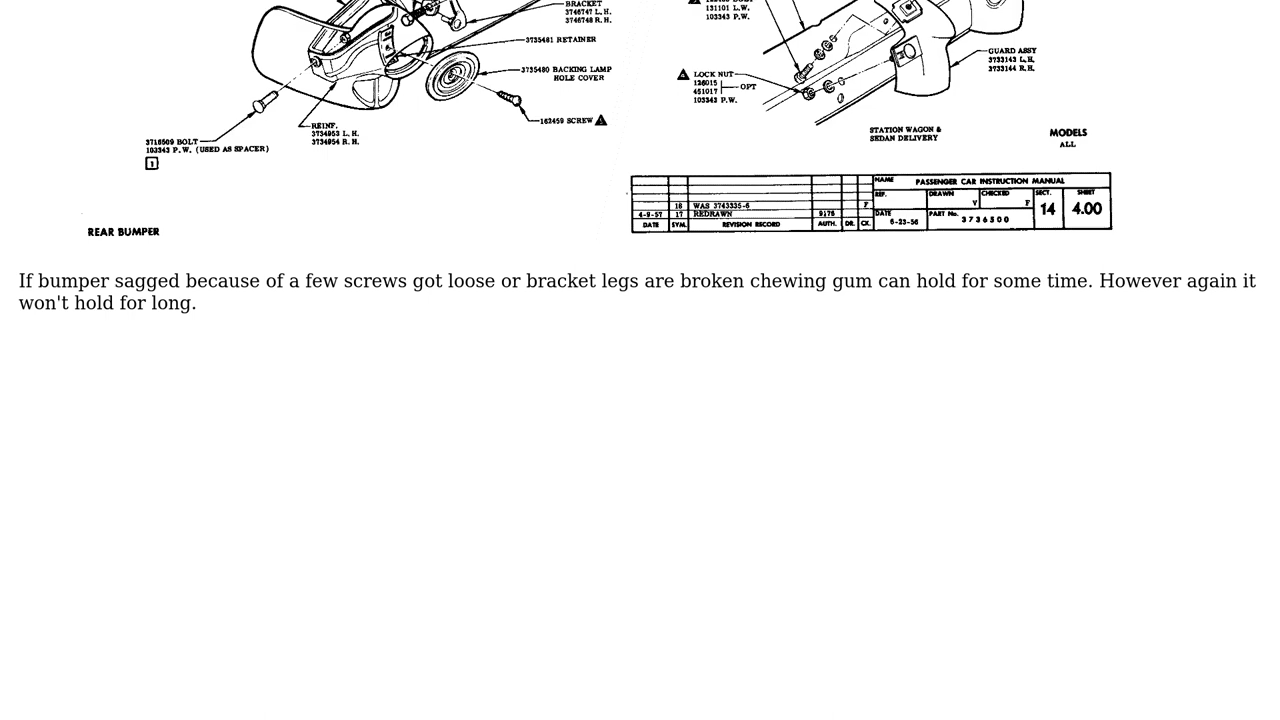 BRACKET
3746747 L.H.
3746748 R.H.
3735481 RETAINER
3735480 BACKING LAMP
HOLE COVER
162459 SCREW
REINF.
3734953 L.H.
3734954 R.H.
3716509 BOLT
103343 P.W. (USED AS SPACER)
1
REAR BUMPER
131101 L.W.
103343 P.W.
LOCK NUT
136015
451017
OPT
103343 P.W.
GUARD ASSY
3733143 L.H.
3733144 R.H.
STATION WAGON &
SEDAN DELIVERY
MODELS
ALL
18 WAS 3743335-6 F
4-9-57 17 REDRAWN 9176
DATE SYM. REVISION RECORD AUTH. DR. CK.
NAME PASSENGER CAR INSTRUCTION MANUAL
REF. DRAWN V CHECKED F
DATE 6-23-56 PART No. 3736500
SECT. 14
SHEET 4.00
If bumper sagged because of a few screws got loose or bracket legs are broken chewing gum can hold for some time. However again it
won't hold for long.